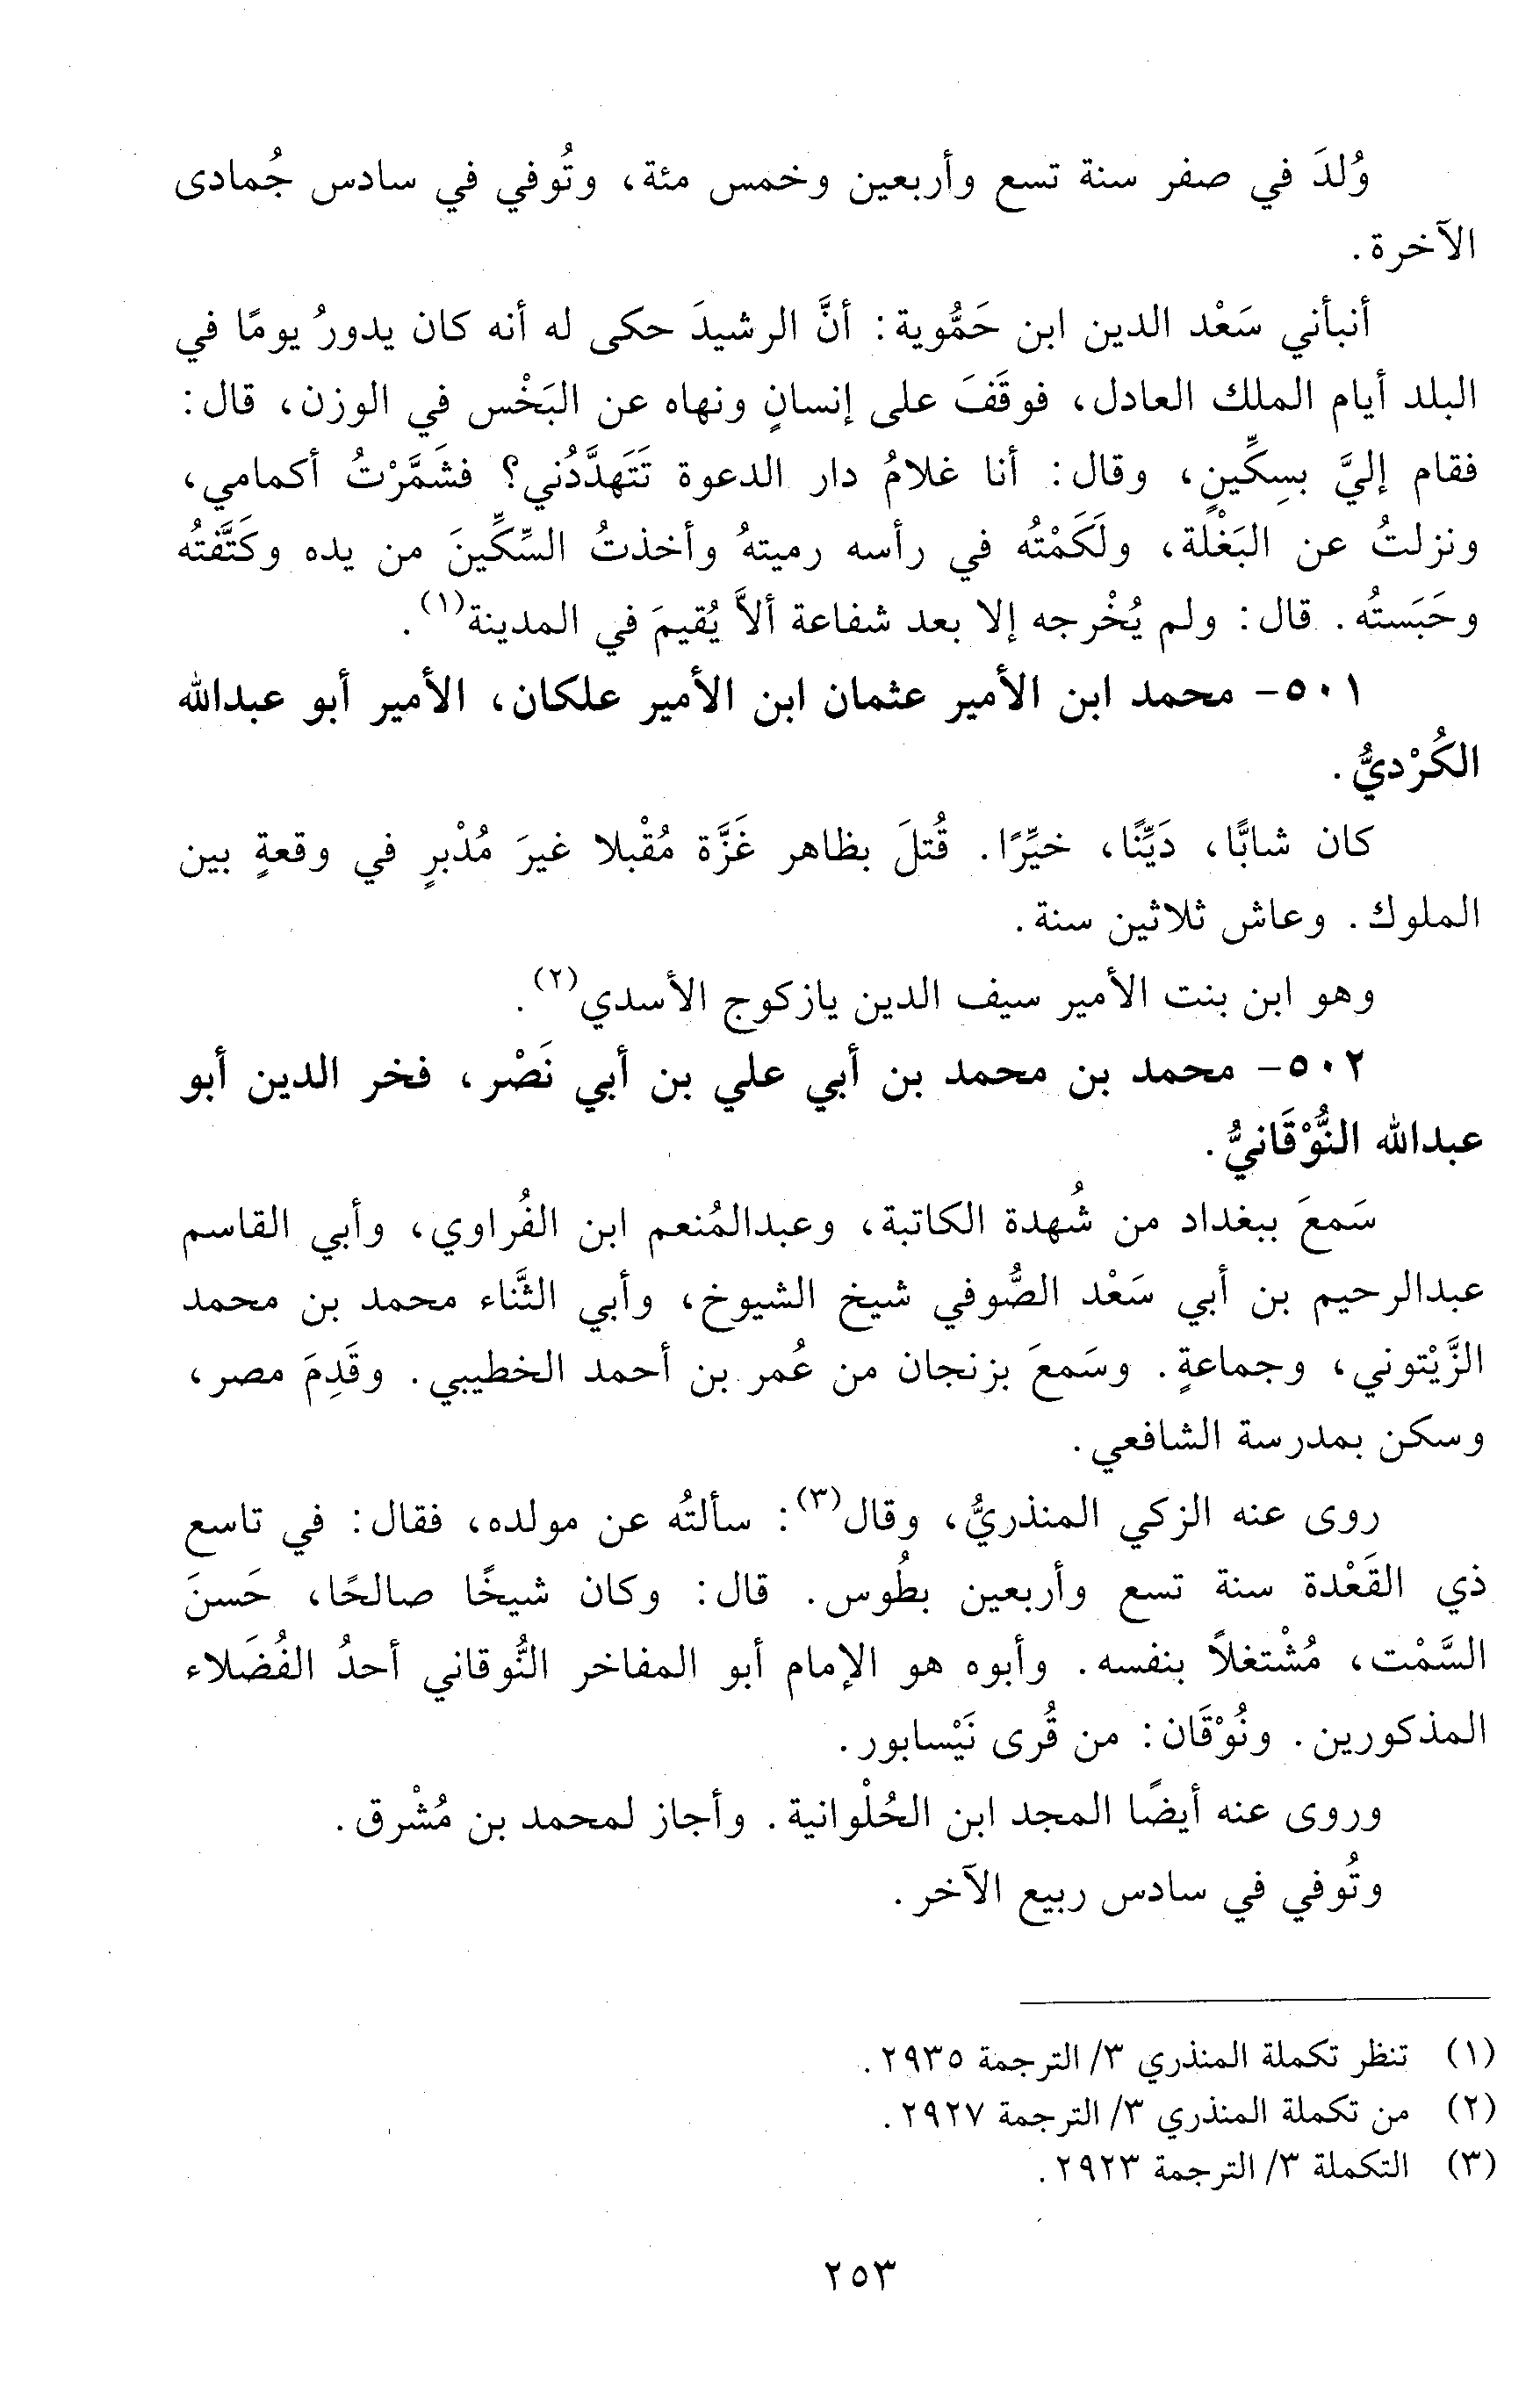 وُلدَ في صفر سنة تسع وأربعين وخمس مئة، وتُوفي في سادس جُمادى
الآخرة.
أنبأني سَعْد الدين ابن حَمُّوية: أنَّ الرشيدَ حكى له أنه كان يدورُ يومًا في
البلد أيام الملك العادل، فوقَفَ على إنسانٍ ونهاه عن البَخْس في الوزن، قال:
فقام إليَّ بسِكِّينٍ، وقال: أنا غلامُ دار الدعوة تَتَهدَّدُني؟ فشَمَّرْتُ أكمامي،
ونزلتُ عن البَغْلة، ولَكَمْتُه في رأسه رميتهُ وأخذتُ السِّكِّينَ من يده وكَتَّفتُه
وحَبَستُه. قال: ولم يُخْرجه إلا بعد شفاعة ألاَّ يُقيمَ في المدينة(١).
٥٠١- محمد ابن الأمير عثمان ابن الأمير علكان، الأمير أبو عبدالله
الكُرْديُّ.
كان شابًّا، دَيِّنًا، خيِّرًا. قُتلَ بظاهر غَزَّة مُقْبلا غيرَ مُدْبرٍ في وقعةٍ بين
الملوك. وعاش ثلاثين سنة.
وهو ابن بنت الأمير سيف الدين يازكوج الأسدي(٢).
٥٠٢- محمد بن محمد بن أبي علي بن أبي نَصْر، فخر الدين أبو
عبدالله النُّوْقَانيُّ.
سَمعَ ببغداد من شُهدة الكاتبة، وعبدالمُنعم ابن الفُراوي، وأبي القاسم
عبدالرحيم بن أبي سَعْد الصُّوفي شيخ الشيوخ، وأبي الثَّناء محمد بن محمد
الزَّيْتوني، وجماعةٍ. وسَمعَ بزنجان من عُمر بن أحمد الخطيبي. وقَدِمَ مصر،
وسكن بمدرسة الشافعي.
روى عنه الزكي المنذريُّ، وقال(٣): سألتُه عن مولده، فقال: في تاسع
ذي القَعْدة سنة تسع وأربعين بطُوس. قال: وكان شيخًا صالحًا، حَسنَ
السَّمْت، مُشْتغلاً بنفسه. وأبوه هو الإمام أبو المفاخر النُّوقاني أحدُ الفُضَلاء
المذكورين. ونُوْقَان: من قُرى نَيْسابور.
وروى عنه أيضًا المجد ابن الحُلْوانية. وأجاز لمحمد بن مُشْرق.
وتُوفي في سادس ربيع الآخر.
(١) تنظر تكملة المنذري ٣/ الترجمة ٢٩٣٥.
(٢) من تكملة المنذري ٣/ الترجمة ٢٩٢٧.
(٣) التكملة ٣/ الترجمة ٢٩٢٣.
٢٥٣